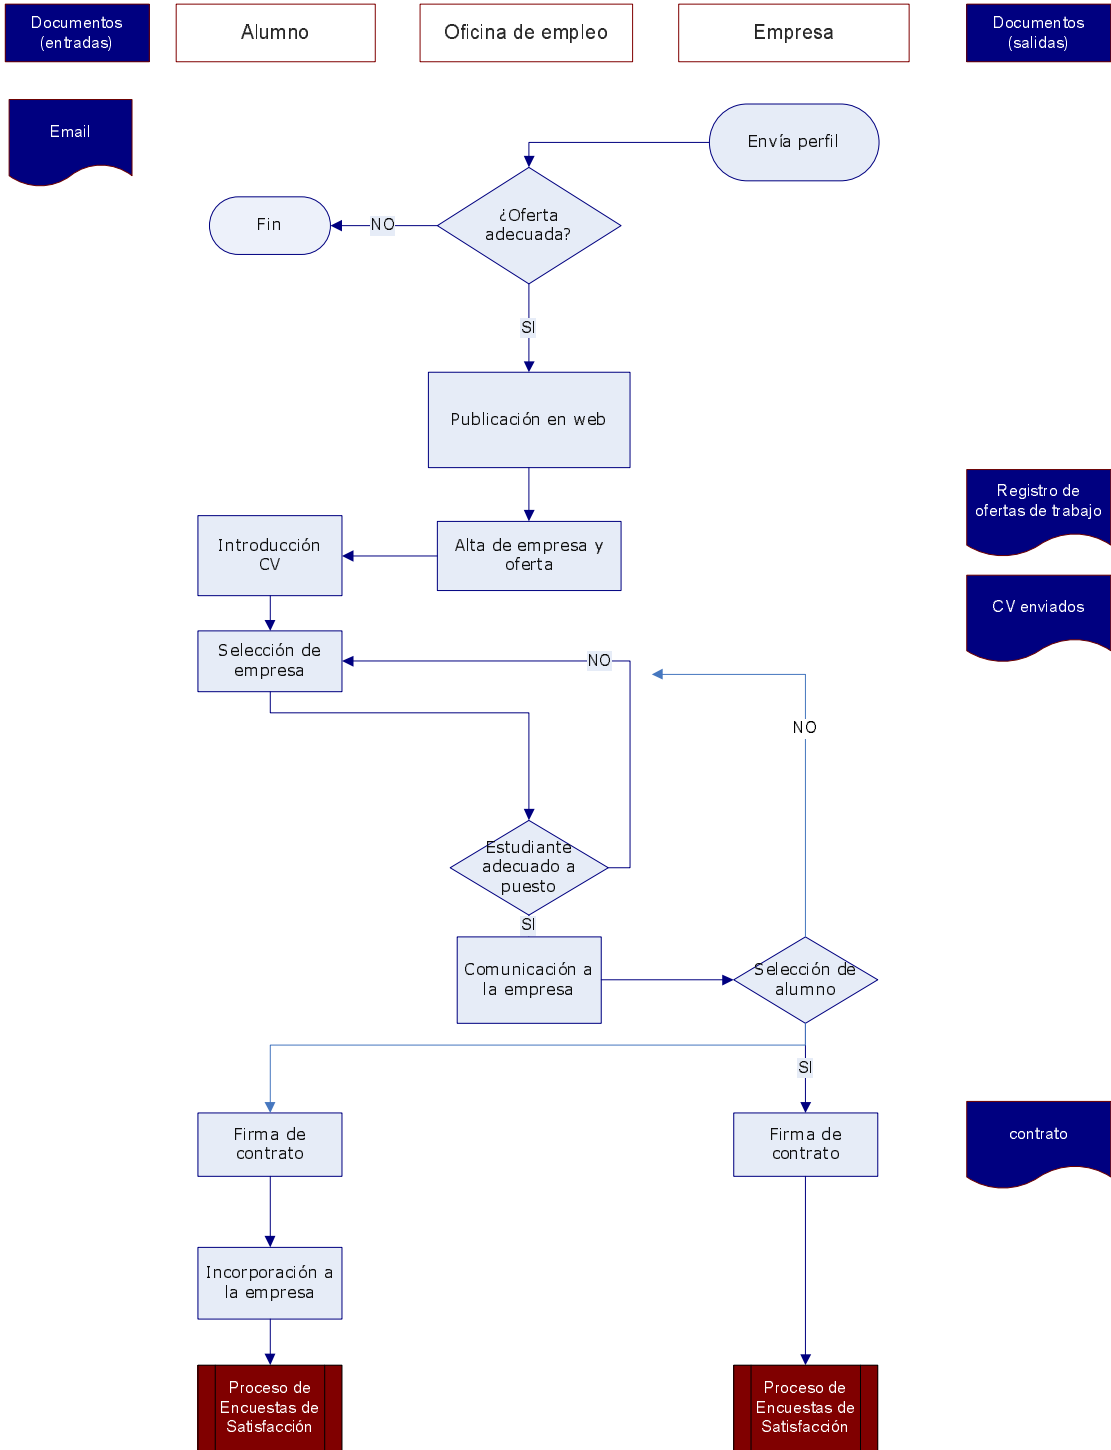 Documentos
(entradas)
Alumno
Oficina de empleo
Empresa
Documentos
(salidas)
Email
Envía perfil
¿Oferta
adecuada?
NO
Fin
SI
Publicación en web
Registro de
ofertas de trabajo
Introducción
CV
Alta de empresa y
oferta
CV enviados
Selección de
empresa
NO
NO
Estudiante
adecuado a
puesto
SI
Comunicación a
la empresa
Selección de
alumno
SI
Firma de
contrato
Firma de
contrato
contrato
Incorporación a
la empresa
Proceso de
Encuestas de
Satisfacción
Proceso de
Encuestas de
Satisfacción